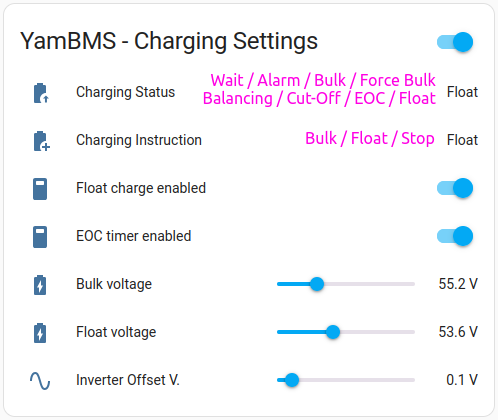 YamBMS - Charging Settings
Charging Status Wait / Alarm / Bulk / Force Bulk
Balancing / Cut-Off / EOC / Float Float
Charging Instruction Bulk / Float / Stop Float
Float charge enabled
EOC timer enabled
Bulk voltage 55.2 V
Float voltage 53.6 V
Inverter Offset V. 0.1 V